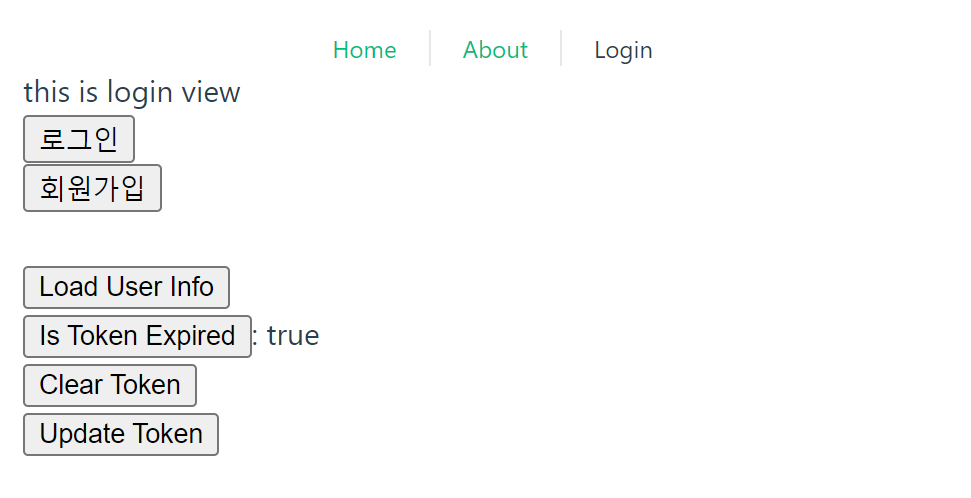 Home About Login
this is login view
로그인
회원가입
Load User Info
Is Token Expired: true
Clear Token
Update Token